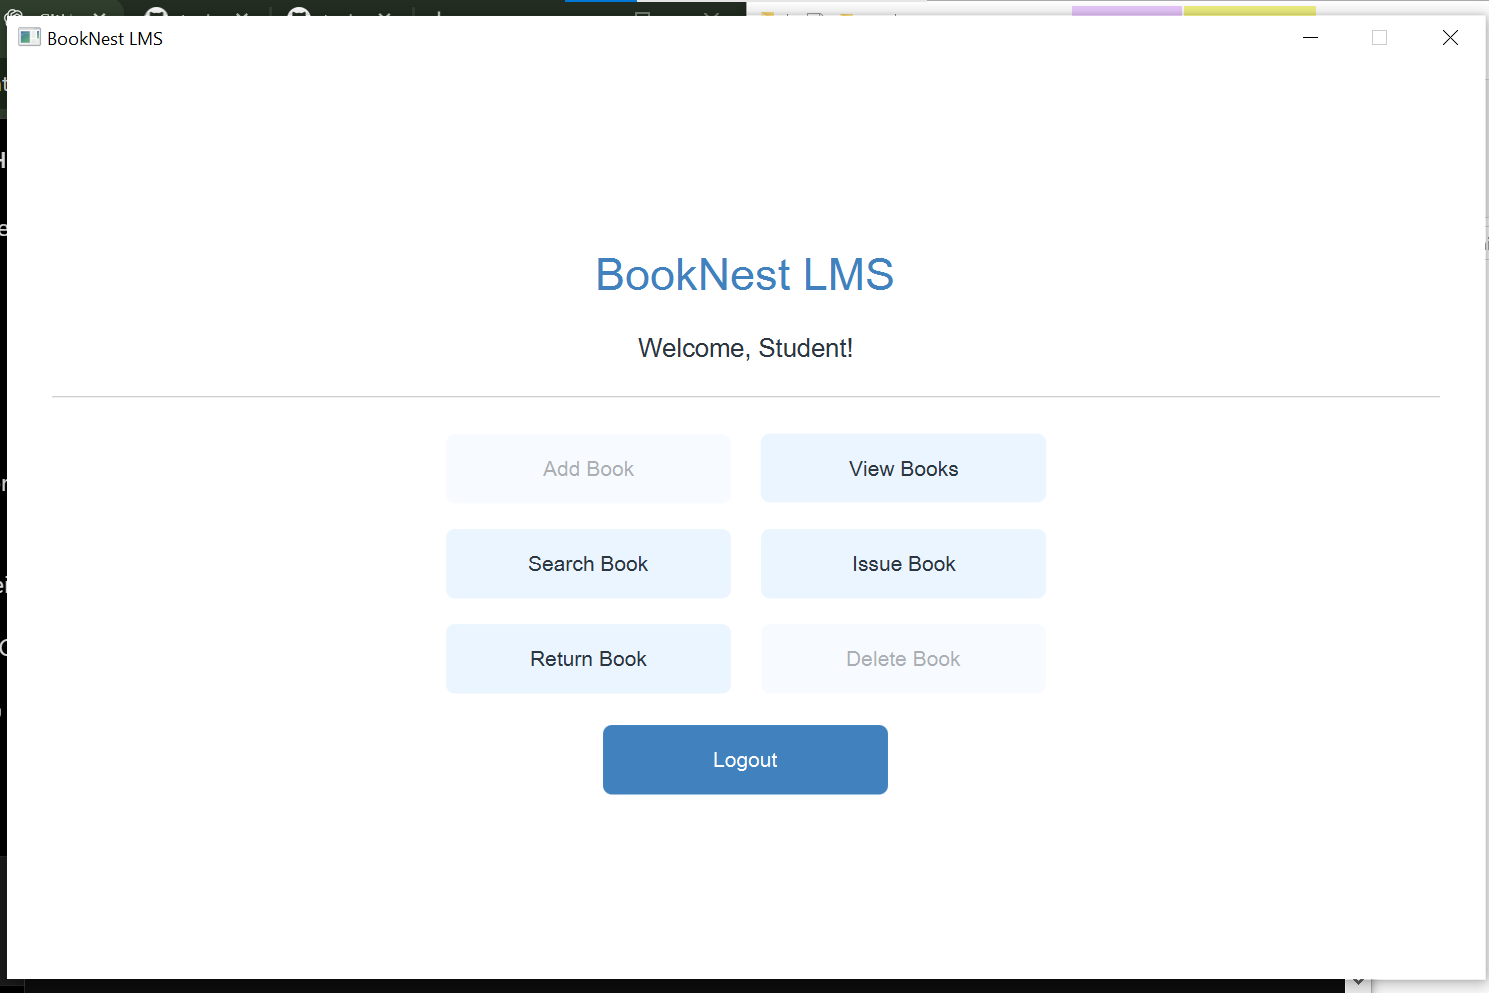 BookNest LMS
BookNest LMS
Welcome, Student!
Add Book
View Books
Search Book
Issue Book
Return Book
Delete Book
Logout